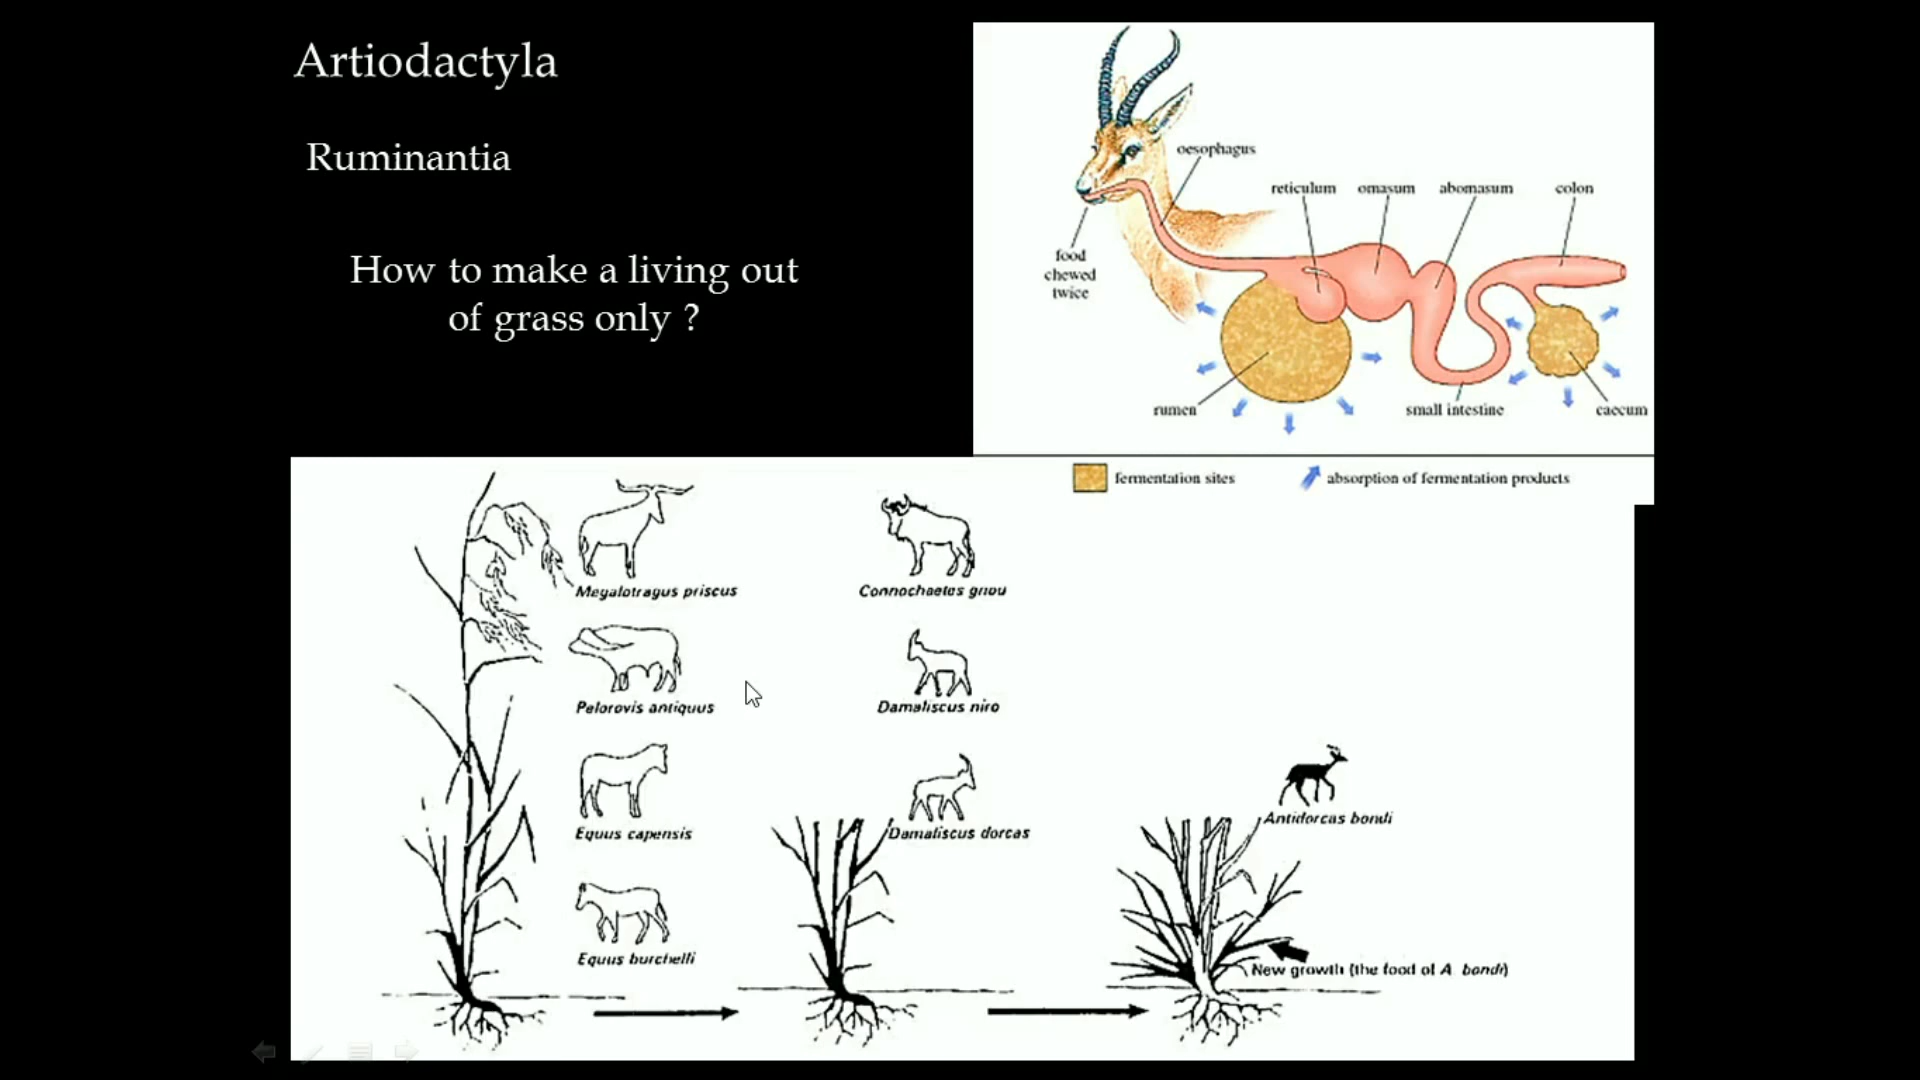 Artiodactyla
Ruminantia
How to make a living out
of grass only ?
oesophagus
reticulum
omasum
abomasum
colon
food
chewed
twice
rumen
small intestine
caecum
fermentation sites
absorption of fermentation products
Megalotragus priscus
Connochaetes gnou
Pelorovis antiquus
Damaliscus niro
Equus capensis
Damaliscus dorcas
Antidorcas bondi
Equus burchelli
New growth (the food of A bondi)